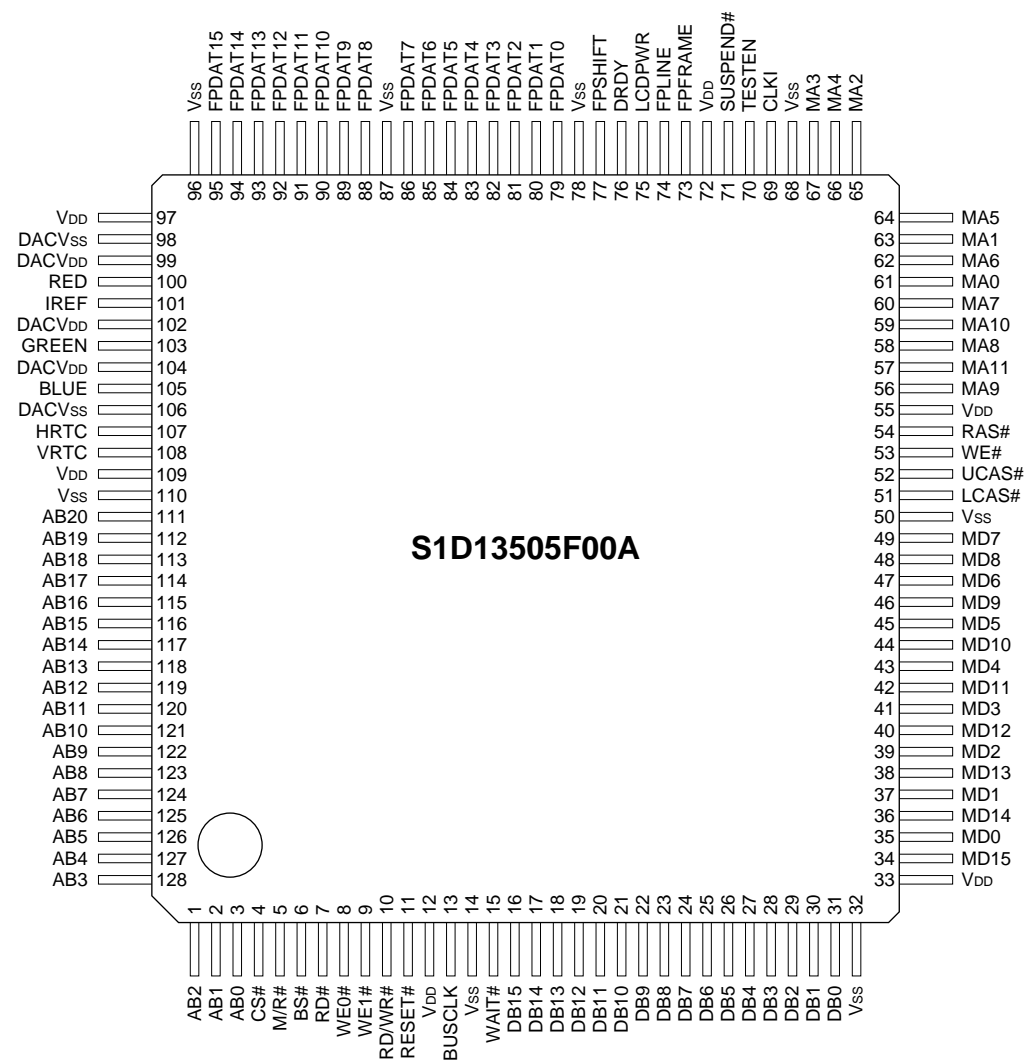 VSS FPDAT15 FPDAT14 FPDAT13 FPDAT12 FPDAT11 FPDAT10 FPDAT9 FPDAT8 VSS FPDAT7 FPDAT6 FPDAT5 FPDAT4 FPDAT3 FPDAT2 FPDAT1 FPDAT0 VSS FPSHIFT DRDY LCDPWR FPLINE FPFRAME VDD SUSPEND# TESTEN CLKI VSS MA3 MA4 MA2
96 95 94 93 92 91 90 89 88 87 86 85 84 83 82 81 80 79 78 77 76 75 74 73 72 71 70 69 68 67 66 65
VDD 97 64 MA5
DACVSS 98 63 MA1
DACVDD 99 62 MA6
RED 100 61 MA0
IREF 101 60 MA7
DACVDD 102 59 MA10
GREEN 103 58 MA8
DACVDD 104 57 MA11
BLUE 105 56 MA9
DACVSS 106 55 VDD
HRTC 107 54 RAS#
VRTC 108 53 WE#
VDD 109 52 UCAS#
VSS 110 51 LCAS#
AB20 111 50 VSS
AB19 112 49 MD7
S1D13505F00A
AB18 113 48 MD8
AB17 114 47 MD6
AB16 115 46 MD9
AB15 116 45 MD5
AB14 117 44 MD10
AB13 118 43 MD4
AB12 119 42 MD11
AB11 120 41 MD3
AB10 121 40 MD12
AB9 122 39 MD2
AB8 123 38 MD13
AB7 124 37 MD1
AB6 125 36 MD14
AB5 126 35 MD0
AB4 127 34 MD15
AB3 128 33 VDD
1 2 3 4 5 6 7 8 9 10 11 12 13 14 15 16 17 18 19 20 21 22 23 24 25 26 27 28 29 30 31 32
AB2 AB1 AB0 CS# M/R# BS# RD# WE0# WE1# RD/WR# RESET# VDD BUSCLK VSS WAIT# DB15 DB14 DB13 DB12 DB11 DB10 DB9 DB8 DB7 DB6 DB5 DB4 DB3 DB2 DB1 DB0 VSS